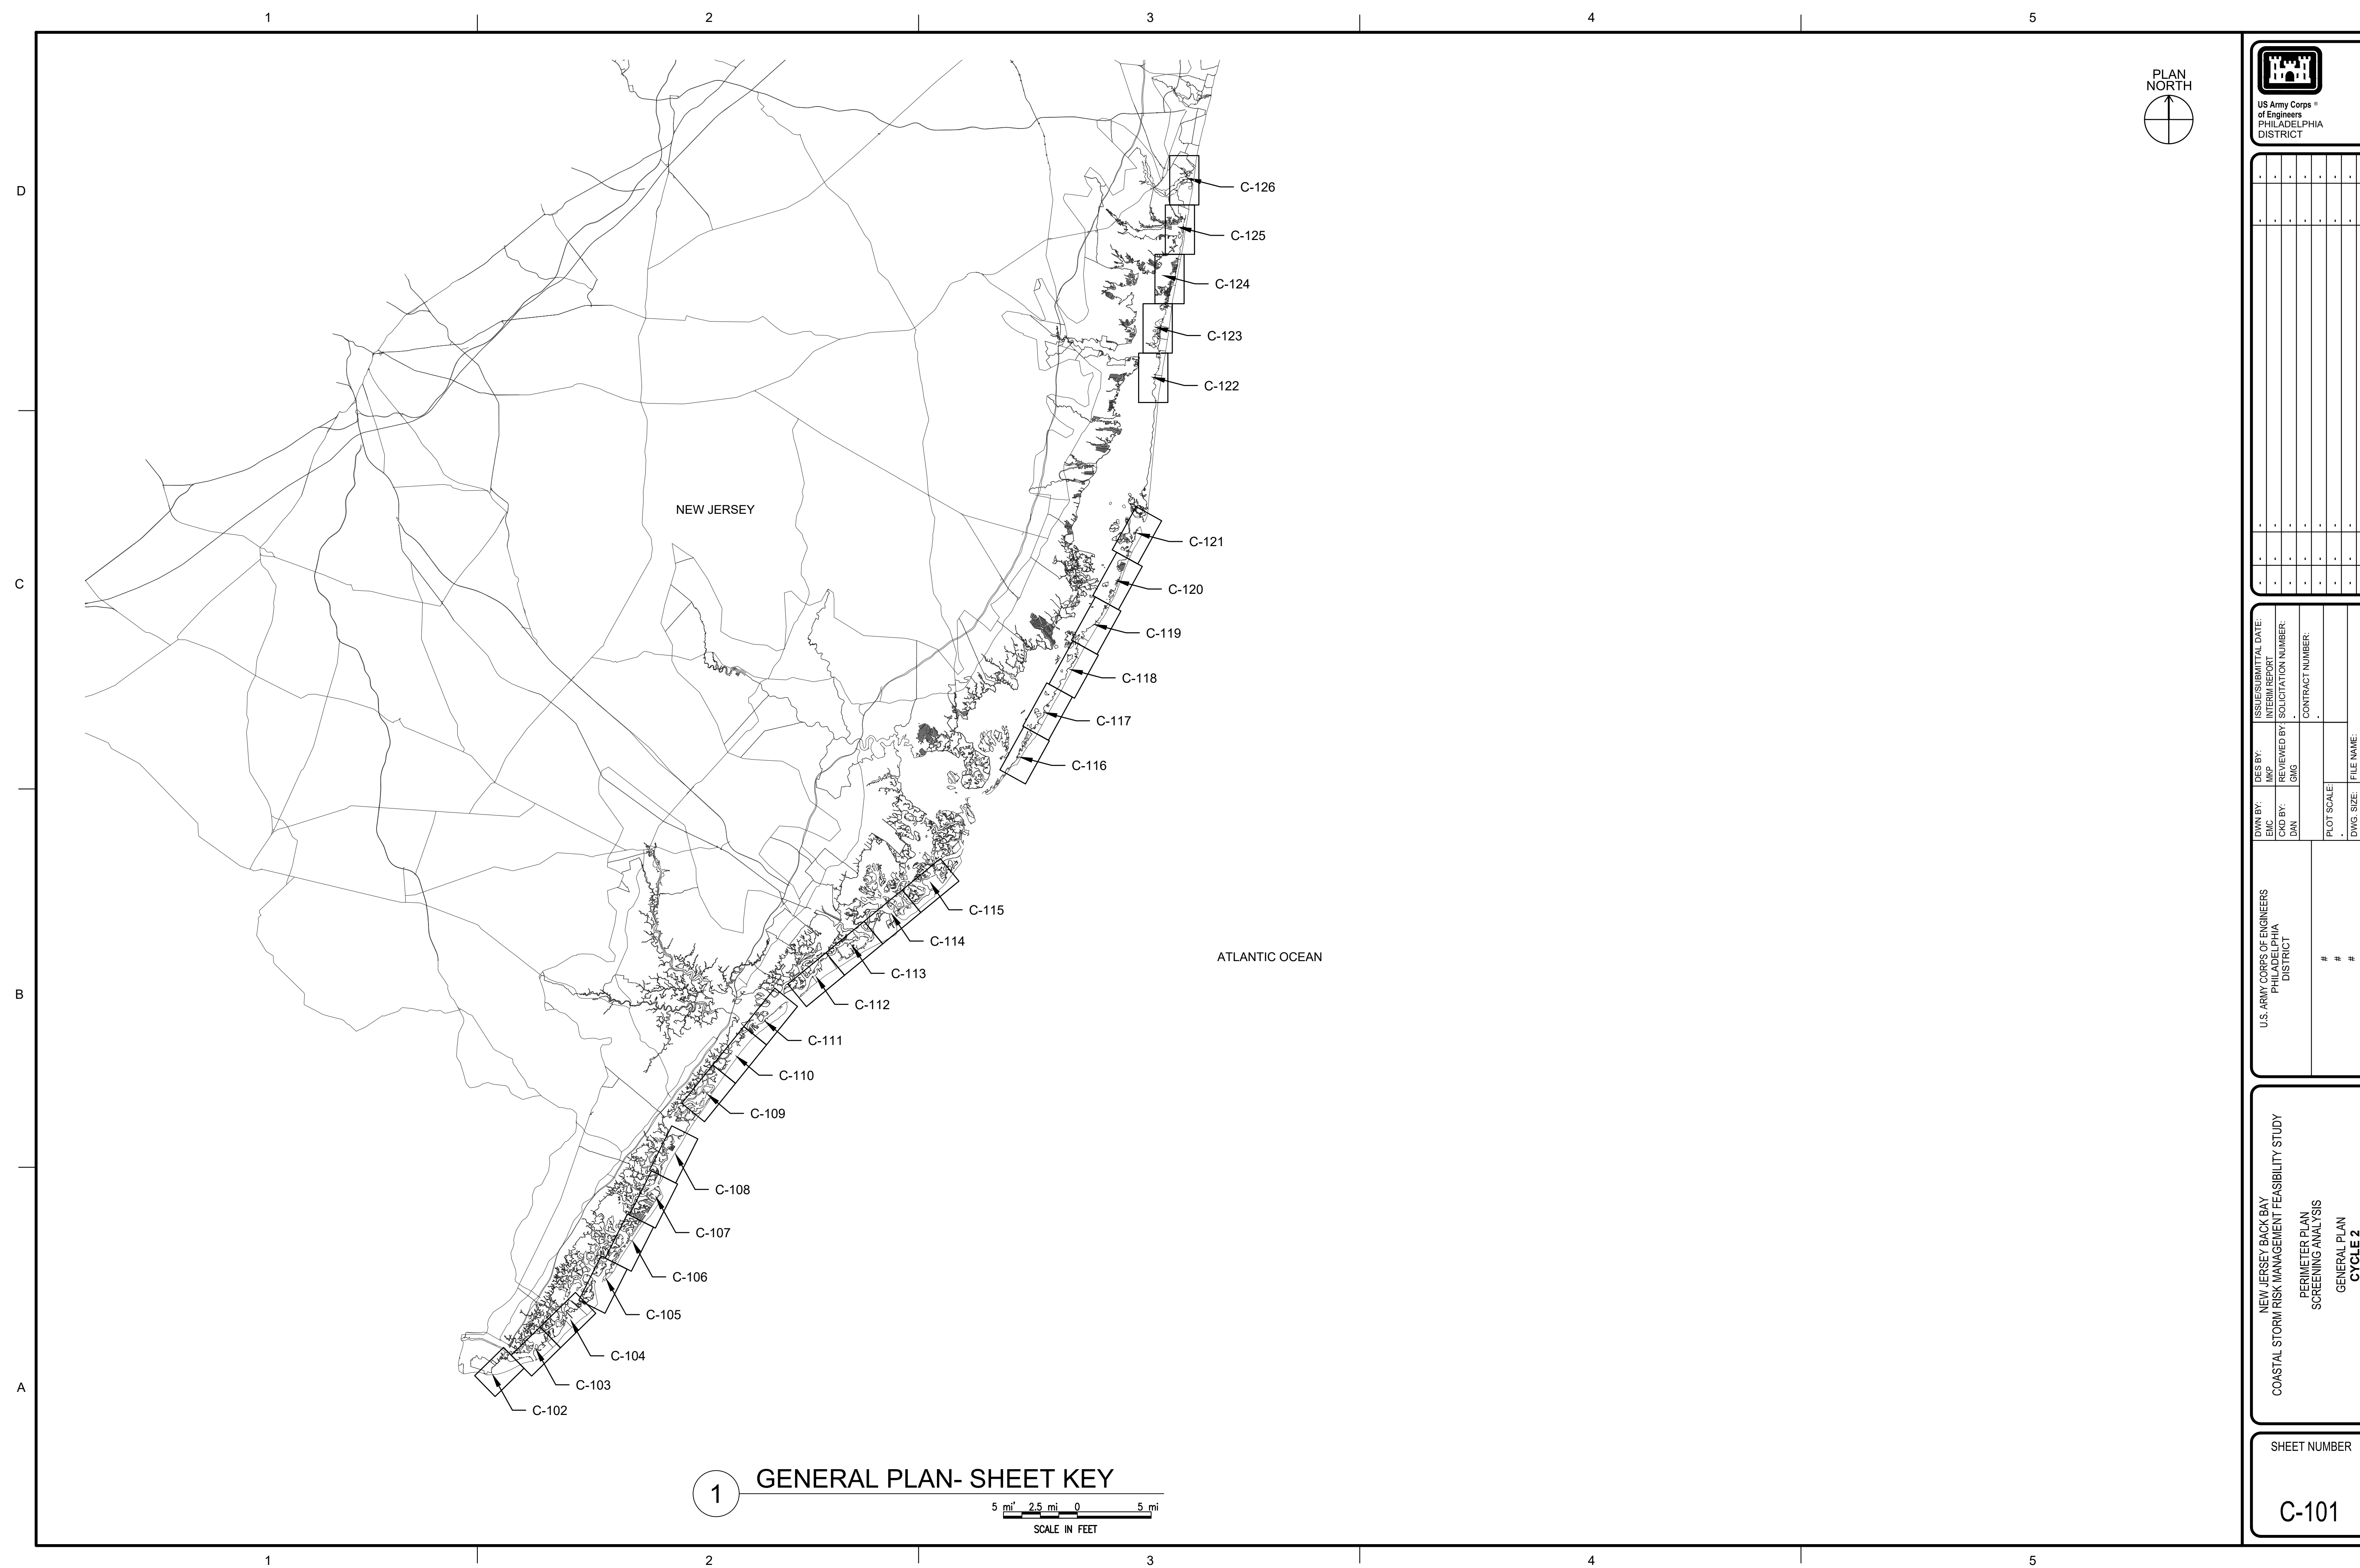 1 2 3 4 5
D
C
B
A
PLAN
NORTH
C-126
C-125
C-124
C-123
C-122
NEW JERSEY
C-121
C-120
C-119
C-118
C-117
C-116
C-115
ATLANTIC OCEAN
C-114
C-113
C-112
C-111
C-110
C-109
C-108
C-107
C-106
C-105
C-104
C-103
C-102
1
GENERAL PLAN- SHEET KEY
5 mi' 2.5 mi 0 5 mi
SCALE IN FEET
1 2 3 4 5
US Army Corps ®
of Engineers
PHILADELPHIA
DISTRICT
ISSUE/SUBMITTAL DATE:
INTERIM REPORT
SOLICITATION NUMBER:
-
CONTRACT NUMBER:
-
DES BY:
MKP
REVIEWED BY:
GMG
FILE NAME:
DWN BY:
EMC
CKD BY:
DAN
PLOT SCALE:
-
DWG. SIZE:
U.S. ARMY CORPS OF ENGINEERS
PHILADELPHIA
DISTRICT
#
#
#
NEW JERSEY BACK BAY
COASTAL STORM RISK MANAGEMENT FEASIBILITY STUDY
PERIMETER PLAN
SCREENING ANALYSIS
GENERAL PLAN
CYCLE 2
SHEET NUMBER
C-101